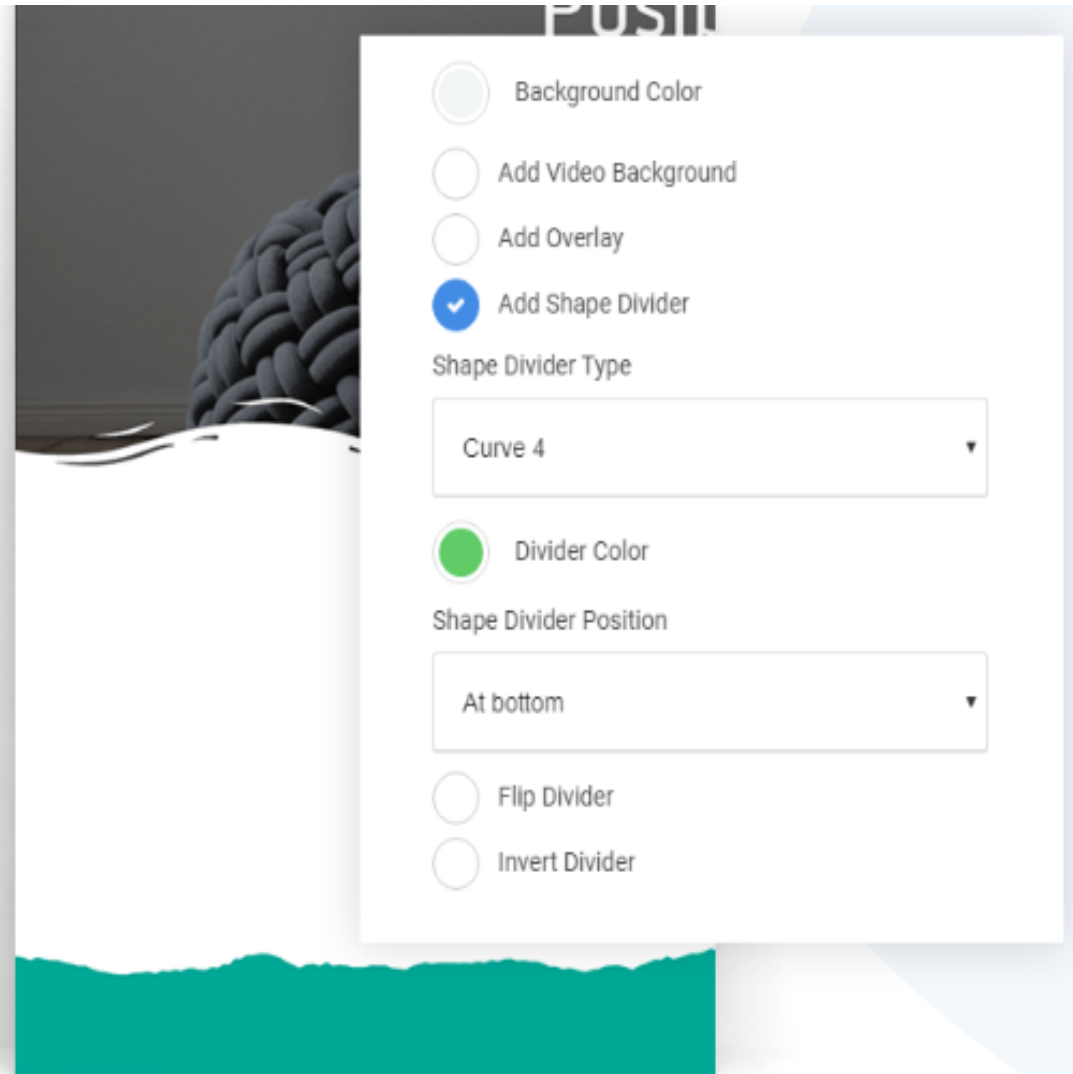 Background Color
Add Video Background
Add Overlay
Add Shape Divider
Shape Divider Type
Curve 4
Divider Color
Shape Divider Position
At bottom
Flip Divider
Invert Divider